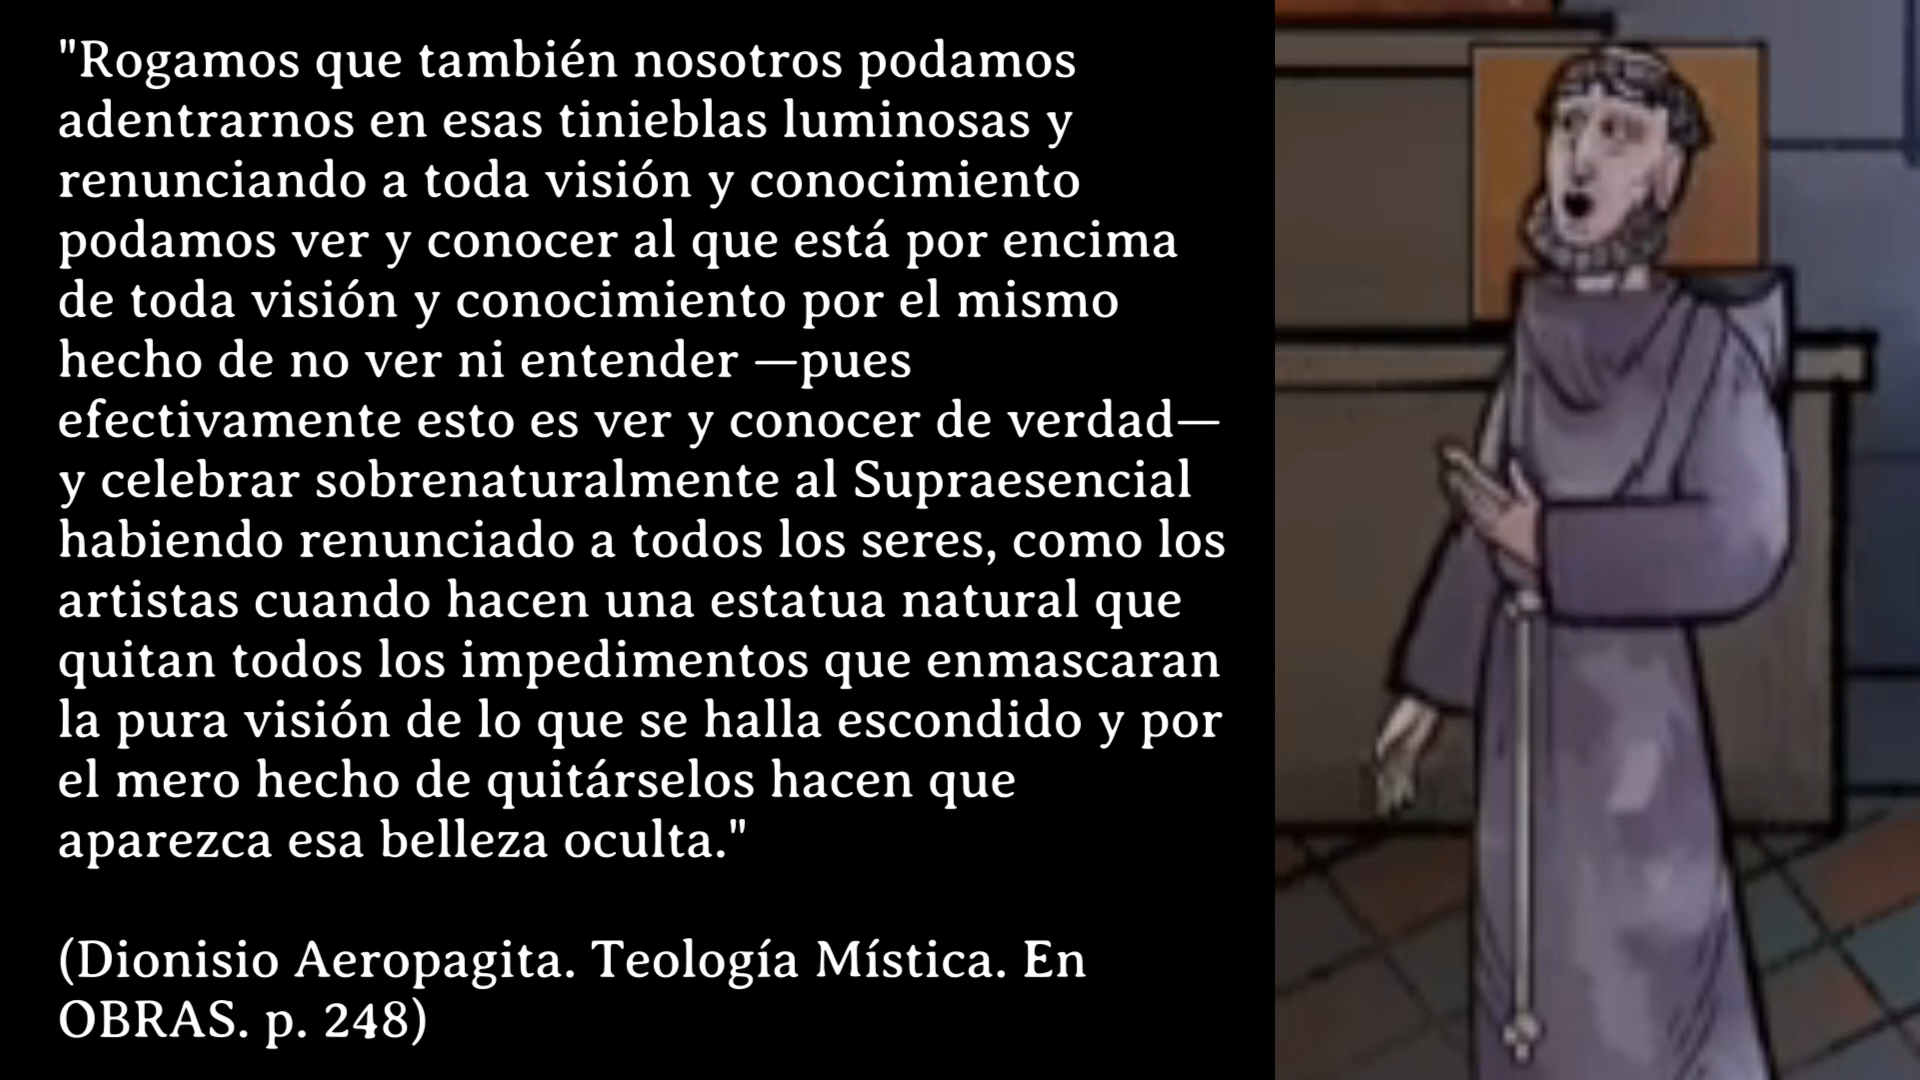 "Rogamos que también nosotros podamos
adentrarnos en esas tinieblas luminosas y
renunciando a toda visión y conocimiento
podamos ver y conocer al que está por encima
de toda visión y conocimiento por el mismo
hecho de no ver ni entender —pues
efectivamente esto es ver y conocer de verdad—
y celebrar sobrenaturalmente al Supraesencial
habiendo renunciado a todos los seres, como los
artistas cuando hacen una estatua natural que
quitan todos los impedimentos que enmascaran
la pura visión de lo que se halla escondido y por
el mero hecho de quitárselos hacen que
aparezca esa belleza oculta."
(Dionisio Aeropagita. Teología Mística. En
OBRAS. p. 248)